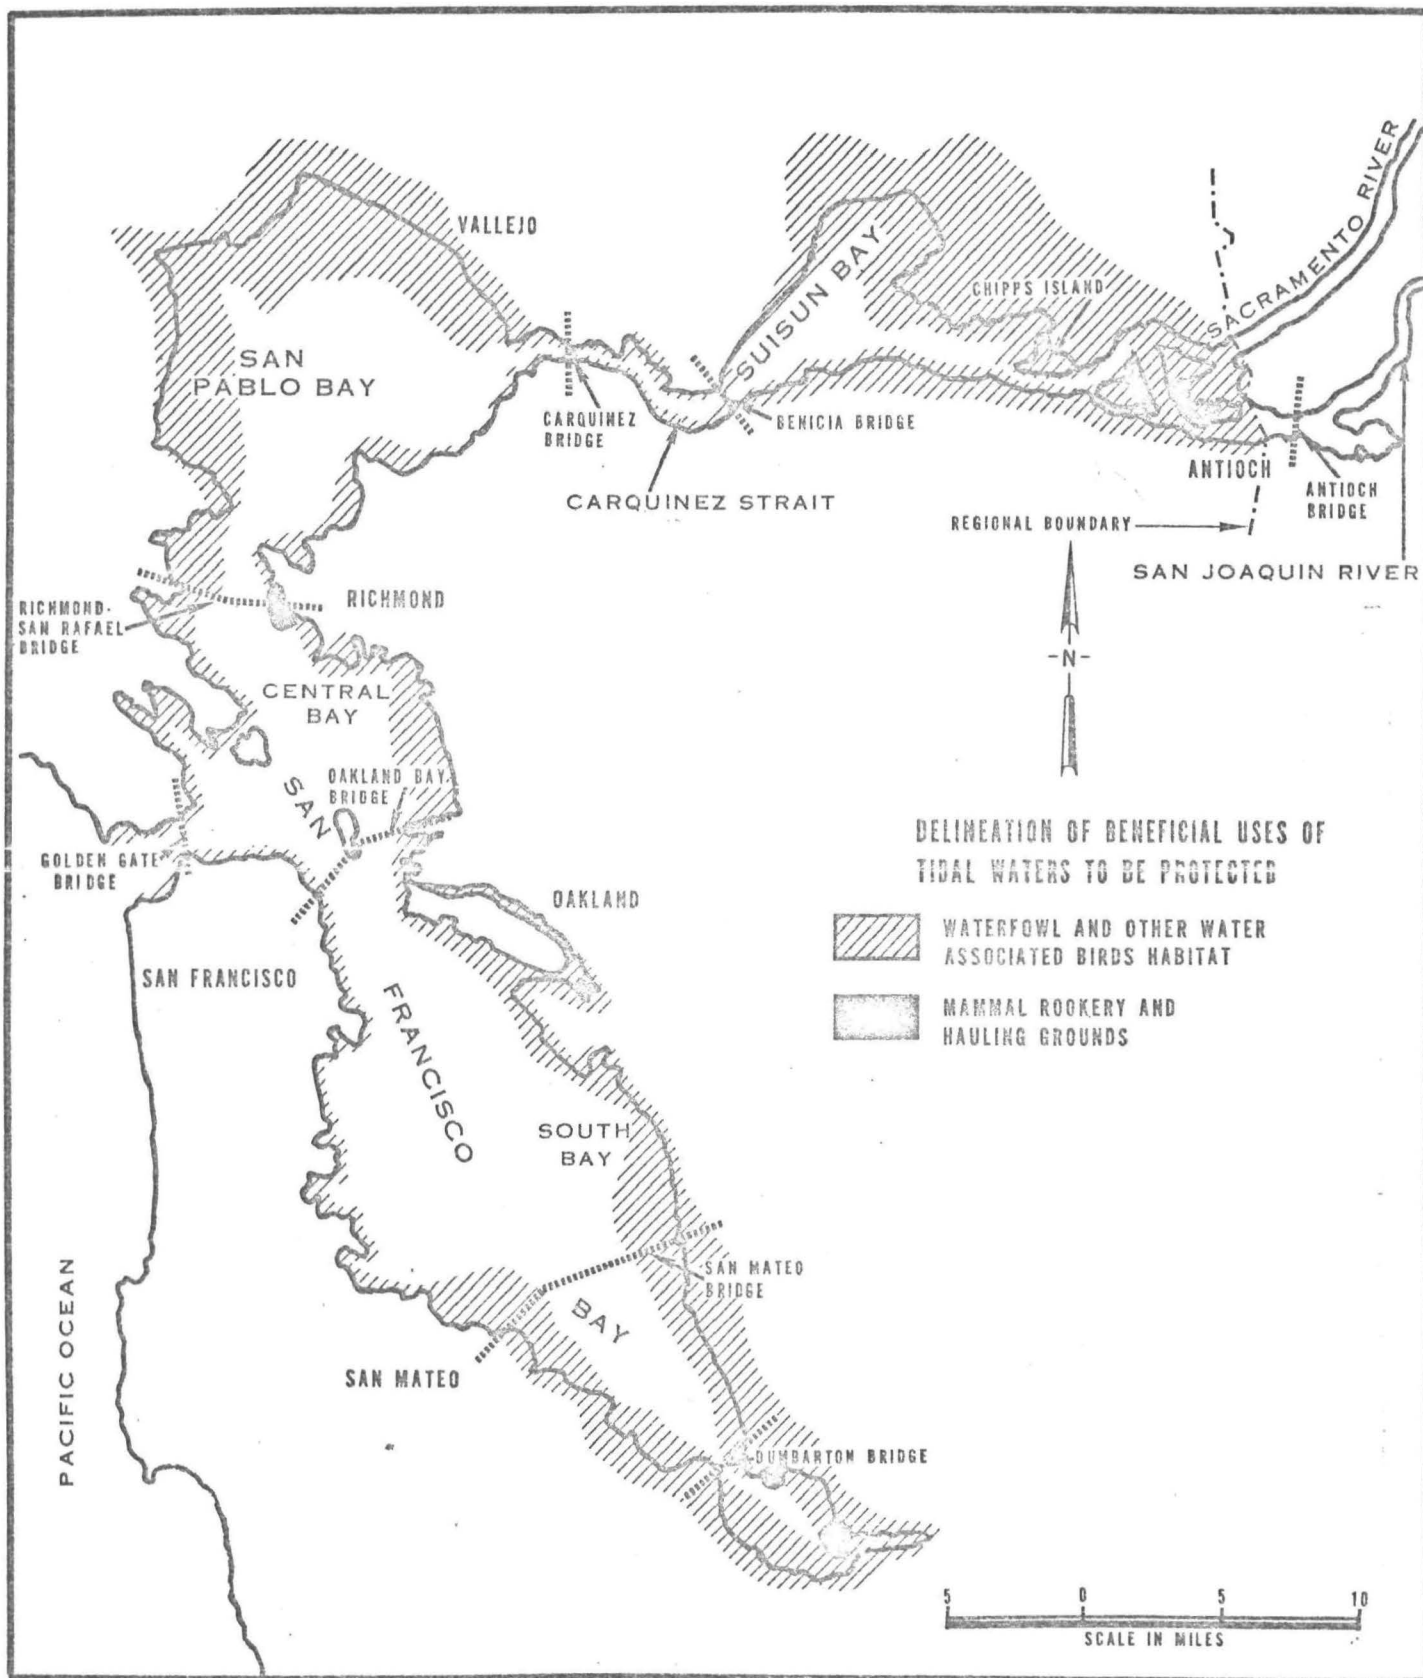 SACRAMENTO RIVER
VALLEJO
SUISUN BAY
CHIPPS ISLAND
SAN
PABLO BAY
CARQUINEZ
BRIDGE
BENICIA BRIDGE
CARQUINEZ STRAIT
ANTIOCH
ANTIOCH
BRIDGE
REGIONAL BOUNDARY
SAN JOAQUIN RIVER
RICHMOND-
SAN RAFAEL
BRIDGE
RICHMOND
-N-
CENTRAL
BAY
OAKLAND BAY
BRIDGE
SAN
FRANCISCO
BAY
GOLDEN GATE
BRIDGE
OAKLAND
SAN FRANCISCO
DELINEATION OF BENEFICIAL USES OF
TIDAL WATERS TO BE PROTECTED
WATERFOWL AND OTHER WATER
ASSOCIATED BIRDS HABITAT
MAMMAL ROOKERY AND
HAULING GROUNDS
SOUTH
BAY
SAN MATEO
BRIDGE
PACIFIC OCEAN
SAN MATEO
DUMBARTON BRIDGE
5 0 5 10
SCALE IN MILES